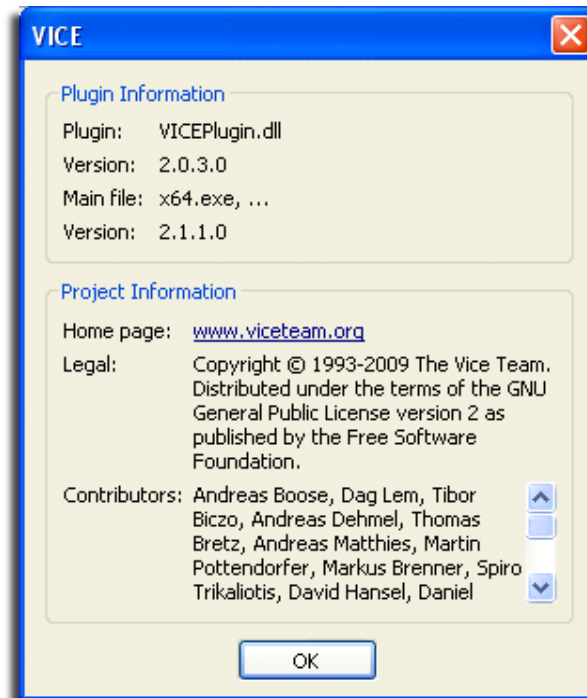 VICE
Plugin Information
Plugin: VICEPlugin.dll
Version: 2.0.3.0
Main file: x64.exe, ...
Version: 2.1.1.0
Project Information
Home page: www.viceteam.org
Legal: Copyright © 1993-2009 The Vice Team.
Distributed under the terms of the GNU
General Public License version 2 as
published by the Free Software
Foundation.
Contributors: Andreas Boose, Dag Lem, Tibor
Biczo, Andreas Dehmel, Thomas
Bretz, Andreas Matthies, Martin
Pottendorfer, Markus Brenner, Spiro
Trikaliotis, David Hansel, Daniel
OK